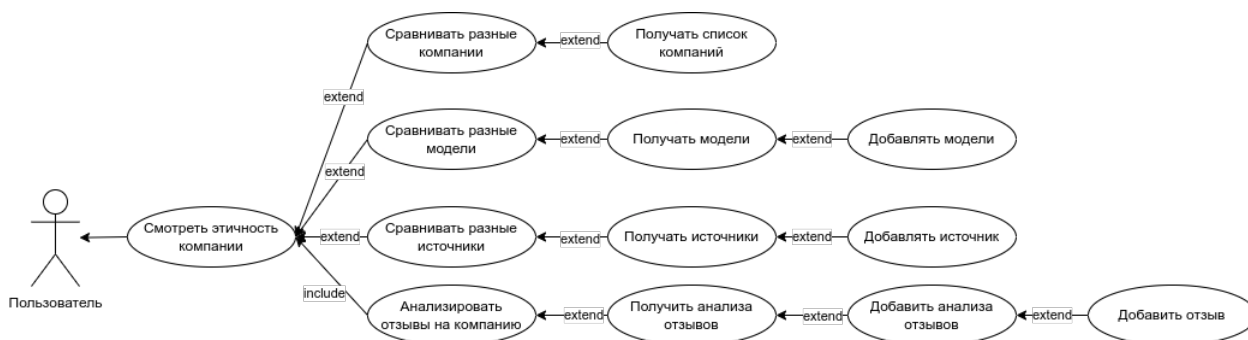 Сравнивать разные
компании
extend
Получать список
компаний
extend
Сравнивать разные
модели
extend
Получать модели
extend
Добавлять модели
extend
Смотреть этичность
компании
extend
Сравнивать разные
источники
extend
Получать источники
extend
Добавлять источник
Пользователь
include
Анализировать
отзывы на компанию
extend
Получить анализа
отзывов
extend
Добавить анализа
отзывов
extend
Добавить отзыв